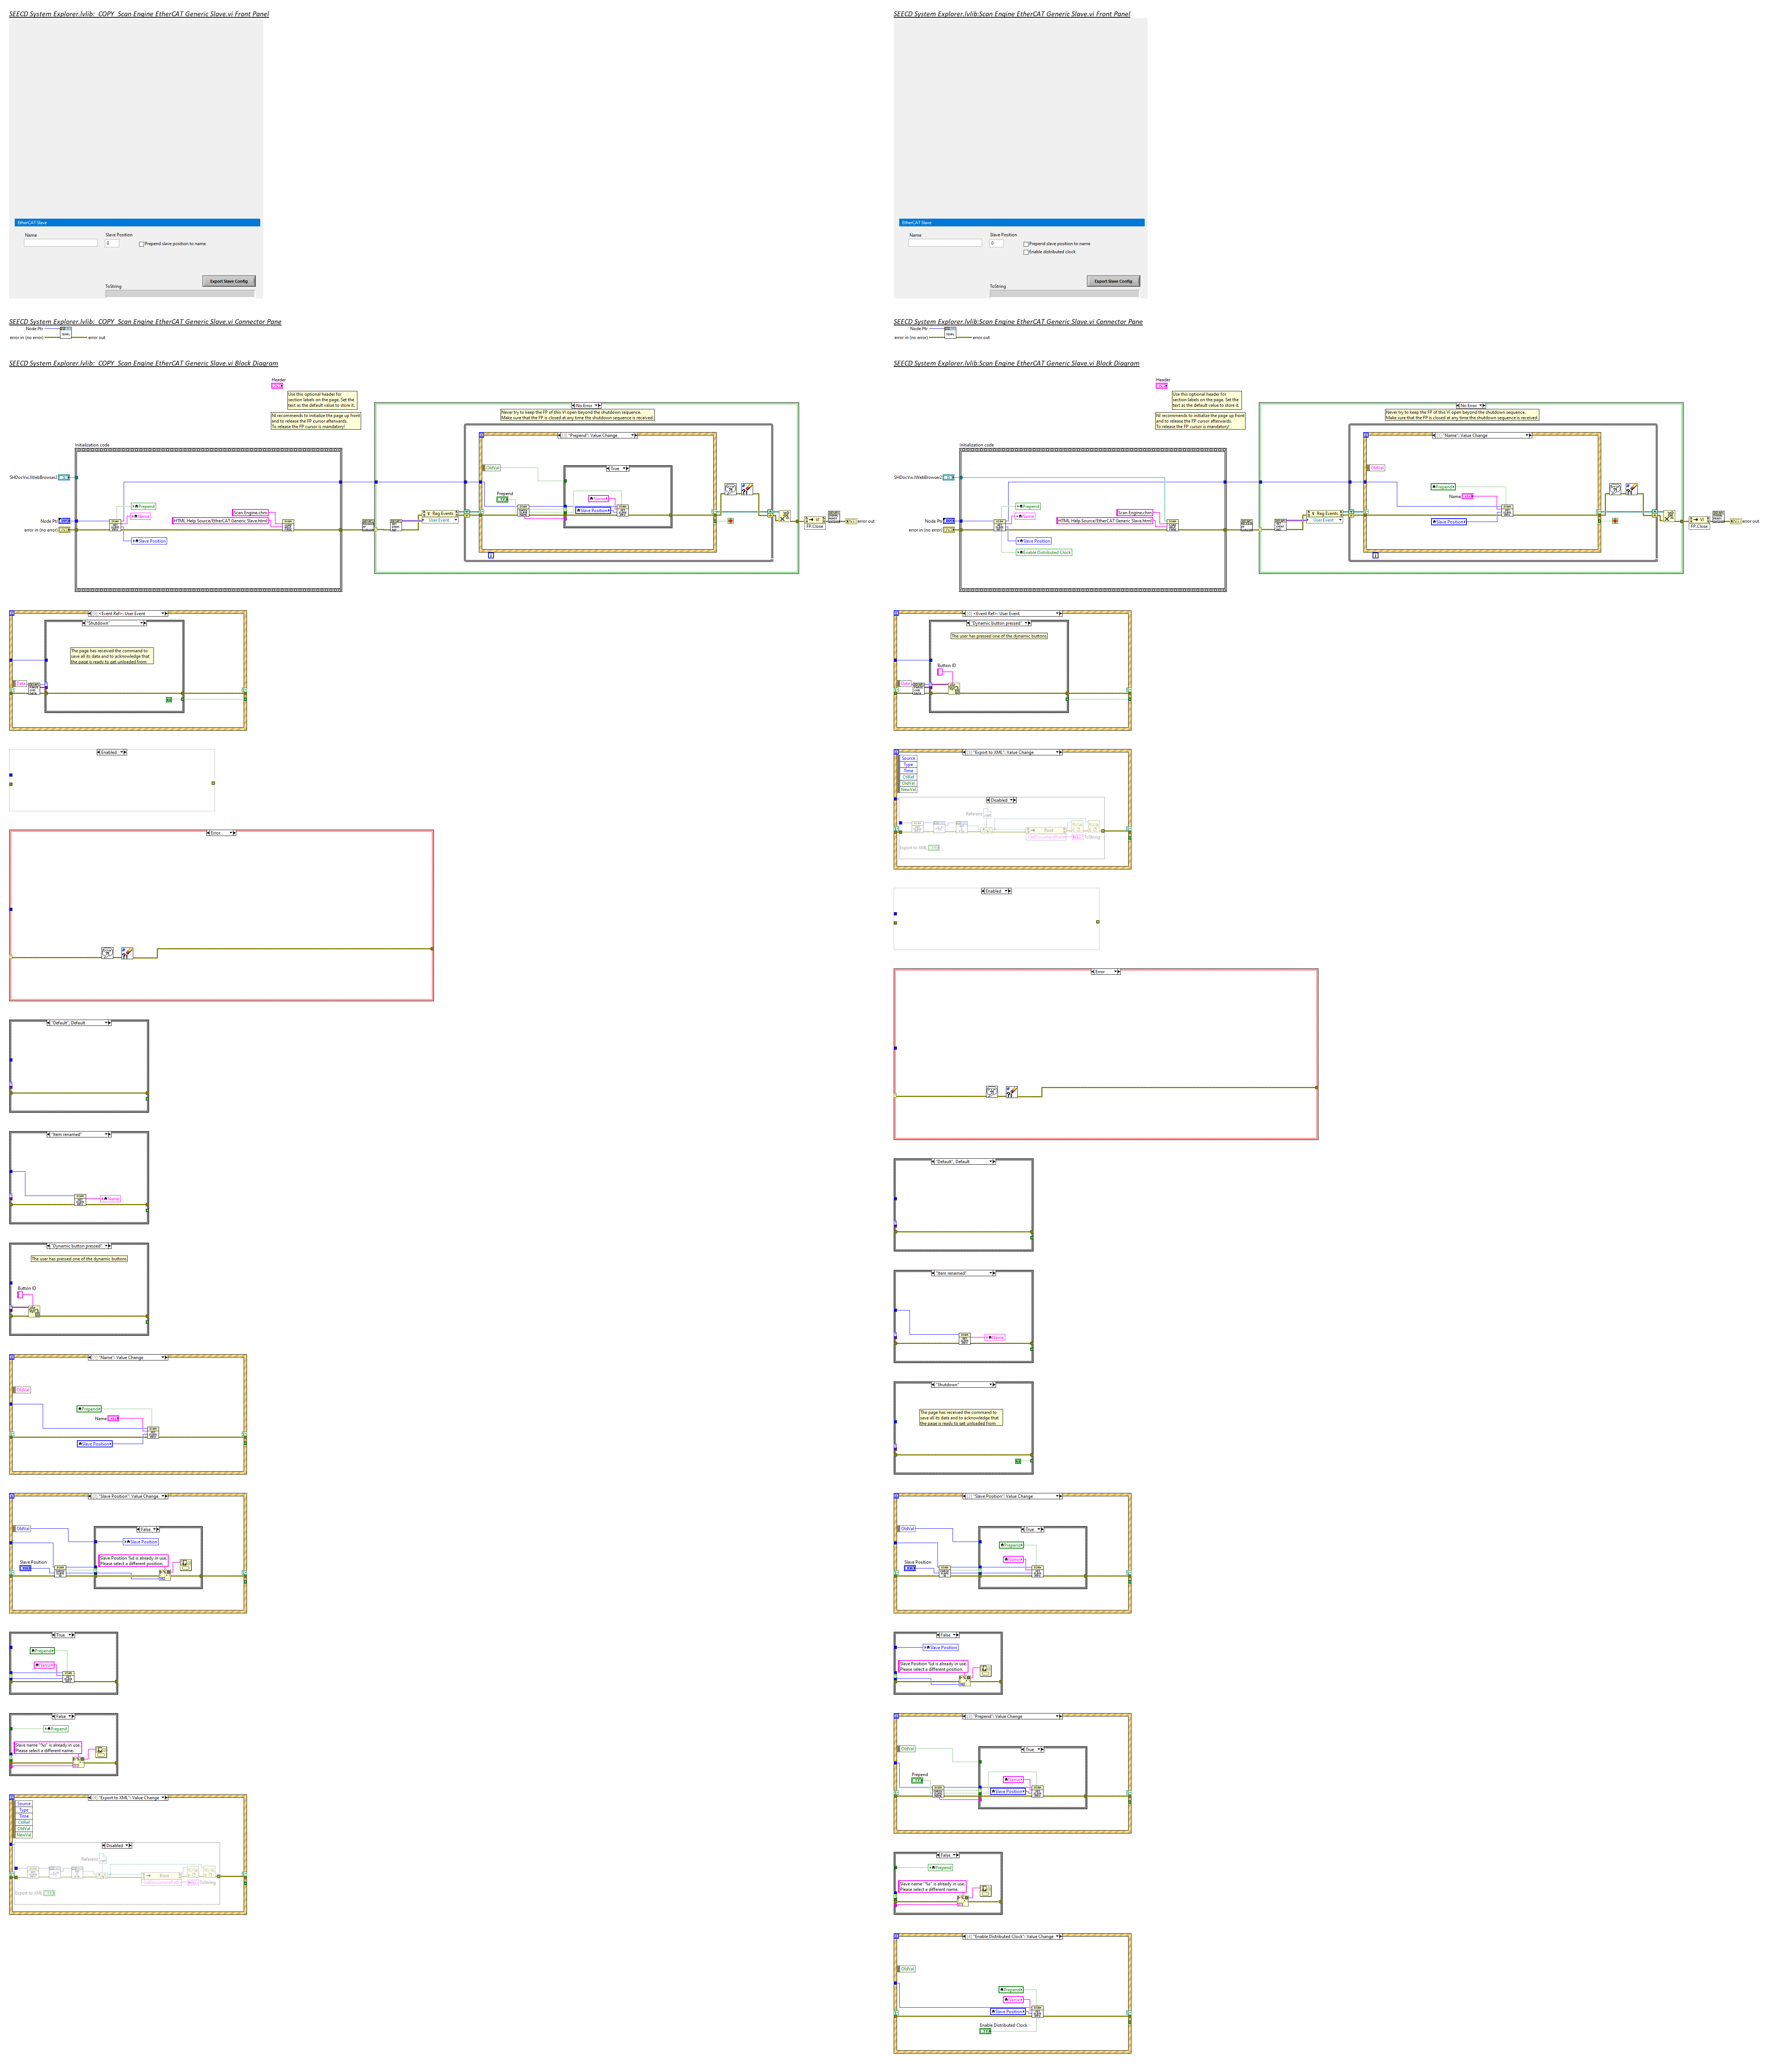 SEECD System Explorer.lvlib:_COPY_Scan Engine EtherCAT Generic Slave.vi Front Panel
EtherCAT Slave
Name
Slave Position
0
Prepend slave position to name
Export Slave Config
ToString
SEECD System Explorer.lvlib:_COPY_Scan Engine EtherCAT Generic Slave.vi Connector Pane
Node Ptr
error in (no error)
error out
SEECD System Explorer.lvlib:_COPY_Scan Engine EtherCAT Generic Slave.vi Block Diagram
Header
Use this optional header for
section labels on the page. Set the
text as the default value to store it.
NI recommends to initialize the page up front
and to release the FP cursor afterwards.
To release the FP cursor is mandatory!
No Error
Never try to keep the FP of this VI open beyond the shutdown sequence.
Make sure that the FP is closed at any time the shutdown sequence is received.
Initialization code
[3] "Prepend": Value Change
OldVal
True
SHDocVw.IWebBrowser2
Prepend
Name
Scan Engine.chm
HTML Help Source/EtherCAT Generic Slave.html
Node Ptr
error in (no error)
Slave Position
Reg Events
User Event
Prepend
Name
Slave Position
VI
FP.Close
error out
[0] <Event Ref>: User Event
"Shutdown"
The page has received the command to
save all its data and to acknowledge that
the page is ready to get unloaded from
Data
Enabled
Error
"Default", Default
"Item renamed"
Name
"Dynamic button pressed"
The user has pressed one of the dynamic buttons
Button ID
[1] "Name": Value Change
OldVal
Prepend
Name
Slave Position
[2] "Slave Position": Value Change
OldVal
False
Slave Position
Slave Position %d is already in use.
Please select a different position.
Slave Position
True
Prepend
Name
False
Prepend
Slave name "%s" is already in use.
Please select a different name.
[4] "Export to XML": Value Change
Source
Type
Time
CtlRef
OldVal
NewVal
Disabled
Root
ToString
Export to XML
SEECD System Explorer.lvlib:Scan Engine EtherCAT Generic Slave.vi Front Panel
EtherCAT Slave
Name
Slave Position
0
Prepend slave position to name
Enable distributed clock
Export Slave Config
ToString
SEECD System Explorer.lvlib:Scan Engine EtherCAT Generic Slave.vi Connector Pane
Node Ptr
error in (no error)
error out
SEECD System Explorer.lvlib:Scan Engine EtherCAT Generic Slave.vi Block Diagram
Header
Use this optional header for
section labels on the page. Set the
text as the default value to store it.
NI recommends to initialize the page up front
and to release the FP cursor afterwards.
To release the FP cursor is mandatory!
No Error
Never try to keep the FP of this VI open beyond the shutdown sequence.
Make sure that the FP is closed at any time the shutdown sequence is received.
Initialization code
[1] "Name": Value Change
OldVal
SHDocVw.IWebBrowser2
Prepend
Name
Scan Engine.chm
HTML Help Source/EtherCAT Generic Slave.html
Node Ptr
error in (no error)
Slave Position
Enable Distributed Clock
Reg Events
User Event
Prepend
Name
Slave Position
VI
FP.Close
error out
[0] <Event Ref>: User Event
"Dynamic button pressed"
The user has pressed one of the dynamic buttons
Button ID
Data
[5] "Export to XML": Value Change
Source
Type
Time
CtlRef
OldVal
NewVal
Disabled
Root
ToString
Export to XML
Enabled
Error
"Default", Default
"Item renamed"
Name
"Shutdown"
The page has received the command to
save all its data and to acknowledge that
the page is ready to get unloaded from
[2] "Slave Position": Value Change
OldVal
True
Prepend
Name
Slave Position
False
Slave Position
Slave Position %d is already in use.
Please select a different position.
[3] "Prepend": Value Change
OldVal
True
Prepend
Name
Slave Position
False
Prepend
Slave name "%s" is already in use.
Please select a different name.
[4] "Enable Distributed Clock": Value Change
OldVal
Prepend
Name
Slave Position
Enable Distributed Clock